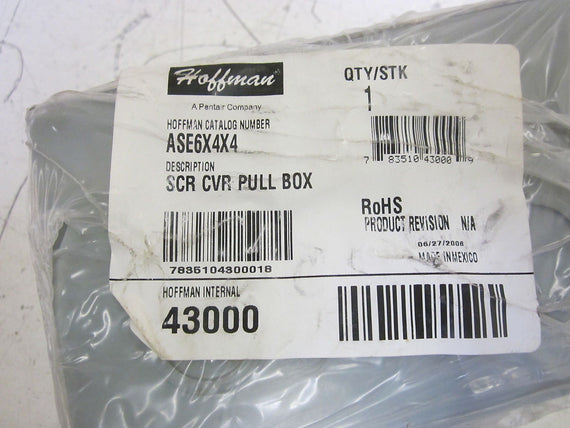 Hoffman
A Pentair Company
HOFFMAN CATALOG NUMBER
ASE6X4X4
DESCRIPTION
SCR CVR PULL BOX
7835104300018
HOFFMAN INTERNAL
43000
QTY/STK
1
7 83510 43000 9
RoHS
PRODUCT REVISION N/A
06/27/2008
MADE IN MEXICO